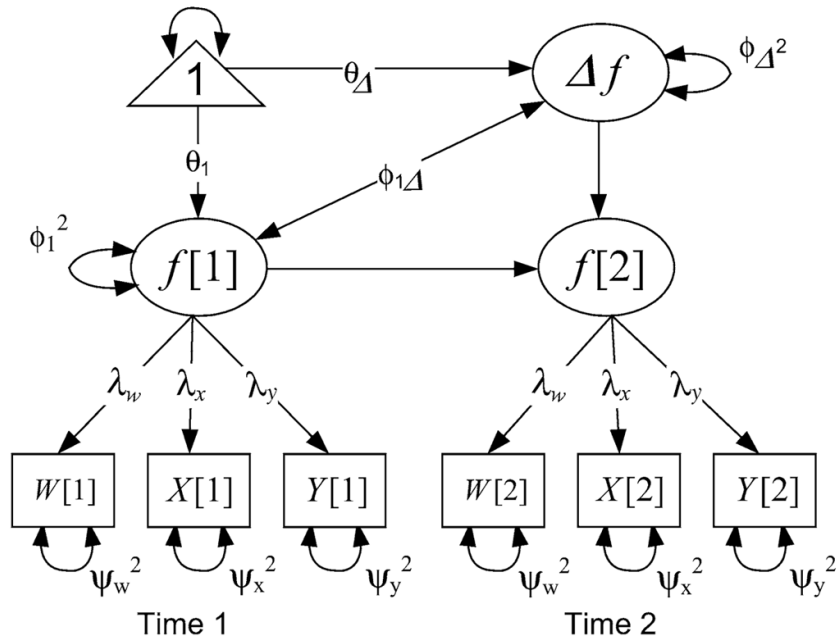 1 θΔ Δf ϕΔ²
θ₁ ϕ₁Δ
ϕ₁² f[1] f[2]
λw λx λy λw λx λy
W[1] X[1] Y[1] W[2] X[2] Y[2]
ψw² ψx² ψy² ψw² ψx² ψy²
Time 1 Time 2